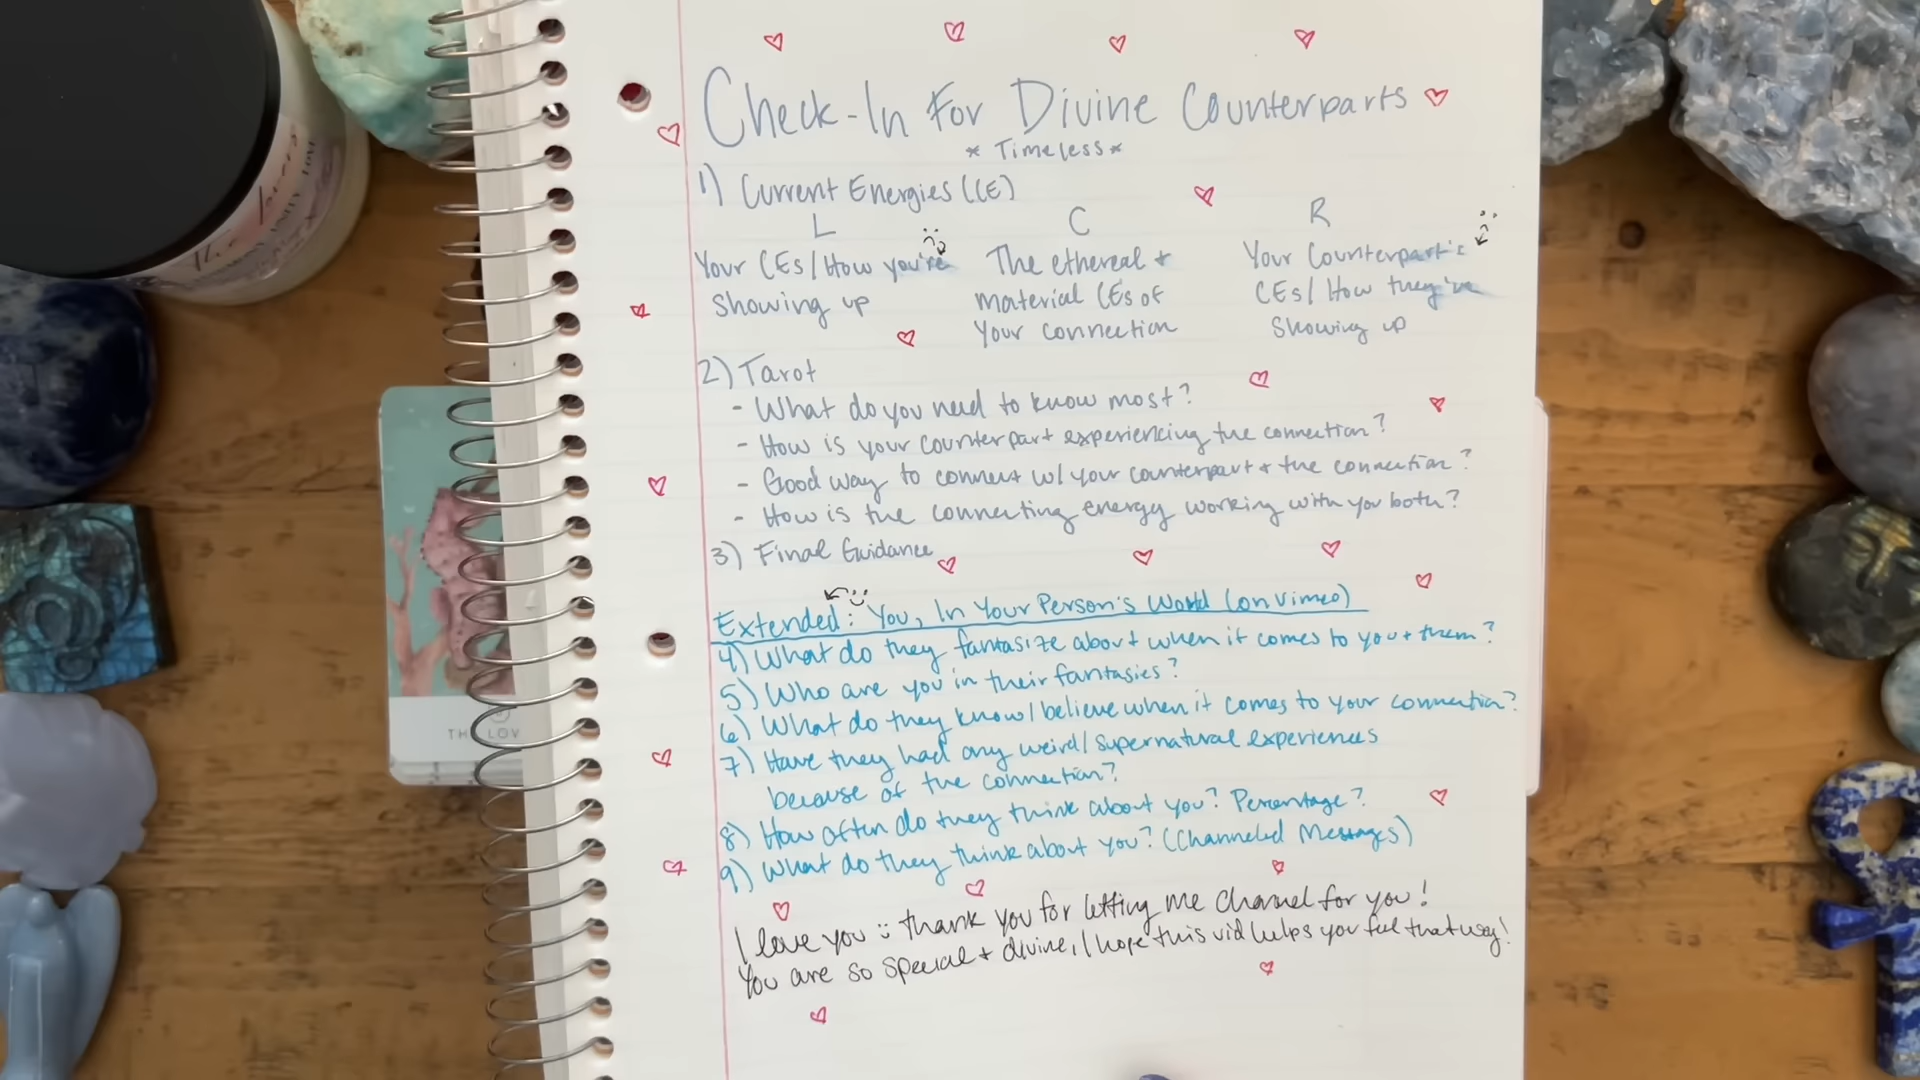 Check-In For Divine Counterparts
* Timeless *
1) Current Energies (CE)
L C R
Your CEs / How you're
showing up
The ethereal +
material CEs of
Your connection
Your Counterpart's
CEs / How they're
Showing up
2) Tarot
- What do you need to know most?
- How is your counterpart experiencing the connection?
- Good way to connect w/ your counterpart + the connection?
- How is the connecting energy working with you both?
3) Final Guidance
Extended: You, In Your Person's World (on Vimeo)
4) What do they fantasize about when it comes to you + them?
5) Who are you in their fantasies?
6) What do they know / believe when it comes to your connection?
7) Have they had any weird / supernatural experiences
because of the connection?
8) How often do they think about you? Percentage?
9) What do they think about you? (Channeled Messages)
I love you :) thank you for letting me channel for you!
You are so special + divine, I hope this vid helps you feel that way!
The Lovers
TH LOV